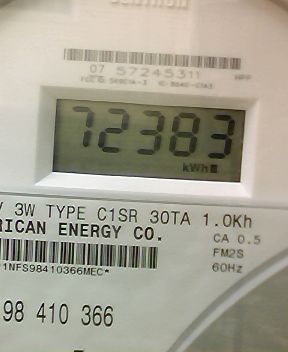 07 57245311 HPP
72383
kWh
V 3W TYPE C1SR 30TA 1.0Kh
RICAN ENERGY CO.
CA 0.5
FM2S
60Hz
1NFS98410366MEC*
98 410 366